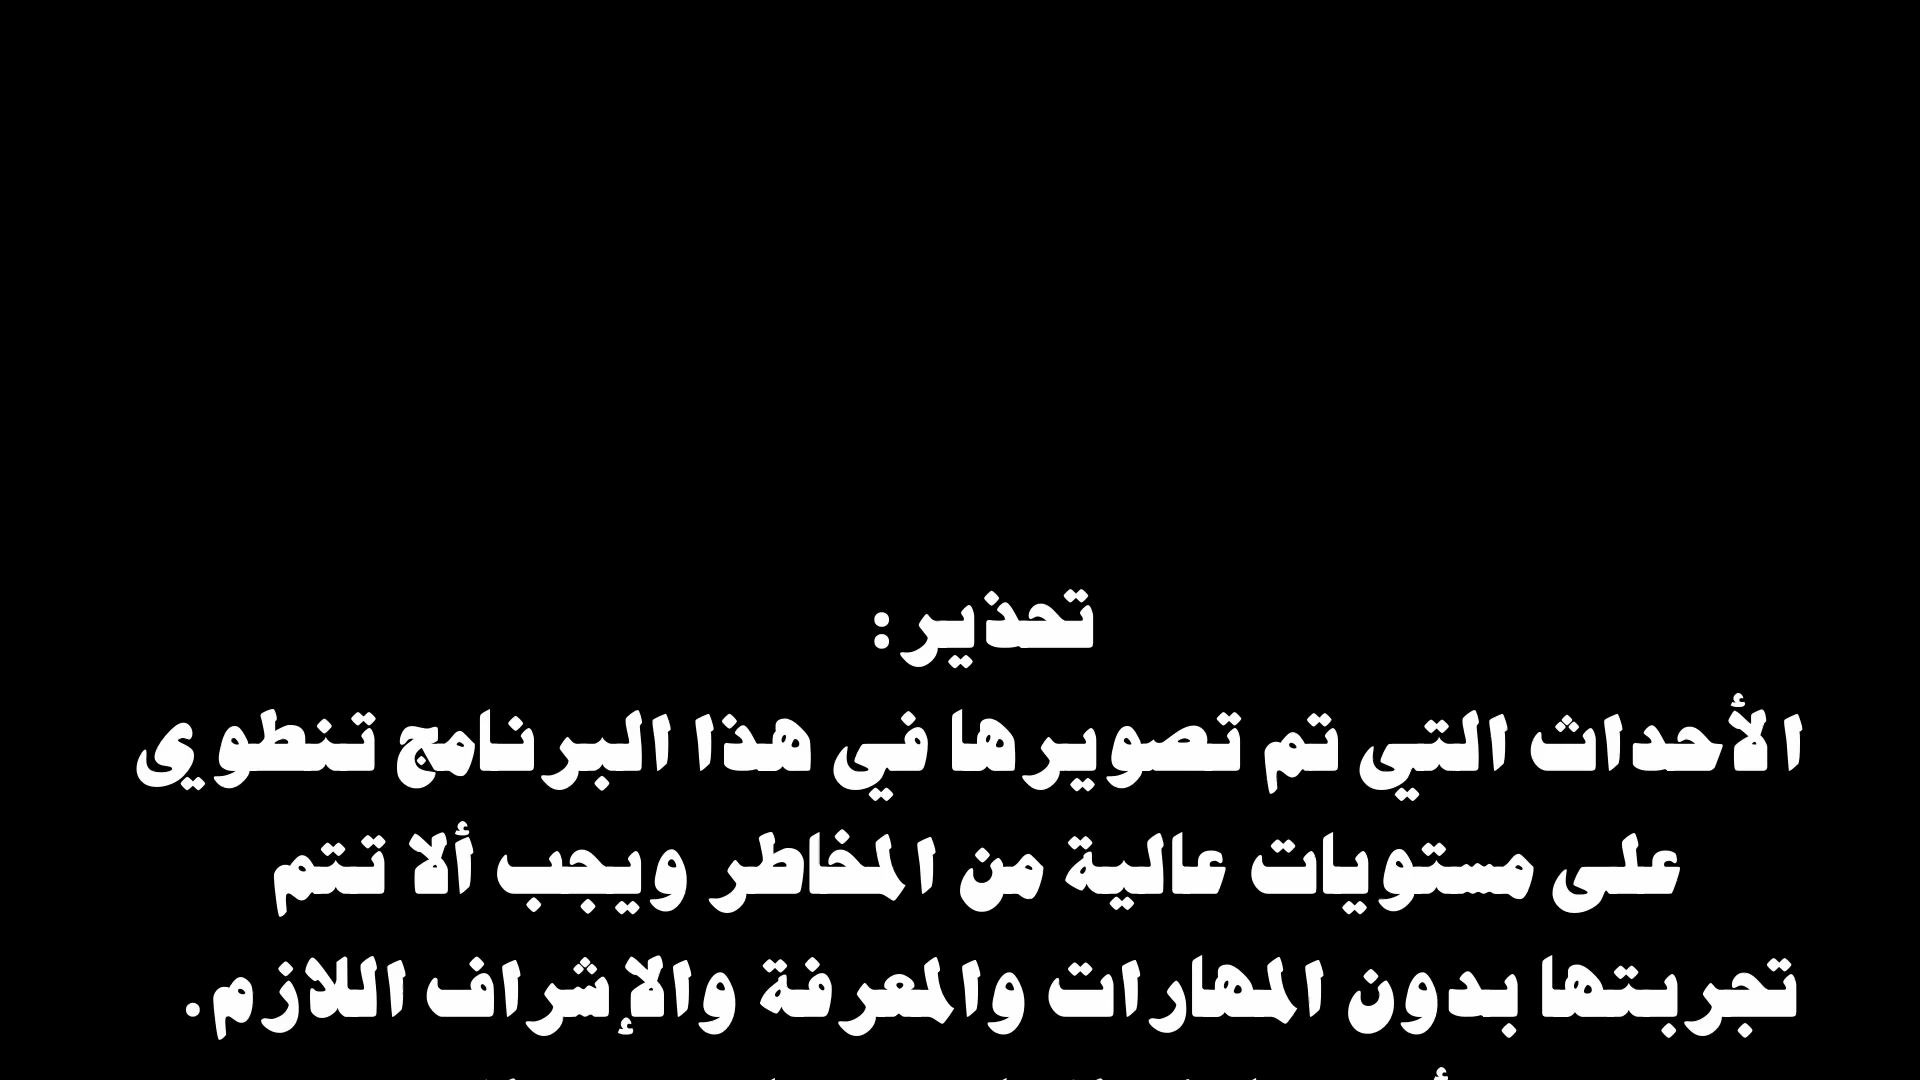 تحذير:
الأحداث التي تم تصويرها في هذا البرنامج تنطوي
على مستويات عالية من المخاطر ويجب ألا تتم
تجربتها بدون المهارات والمعرفة والإشراف اللازم.